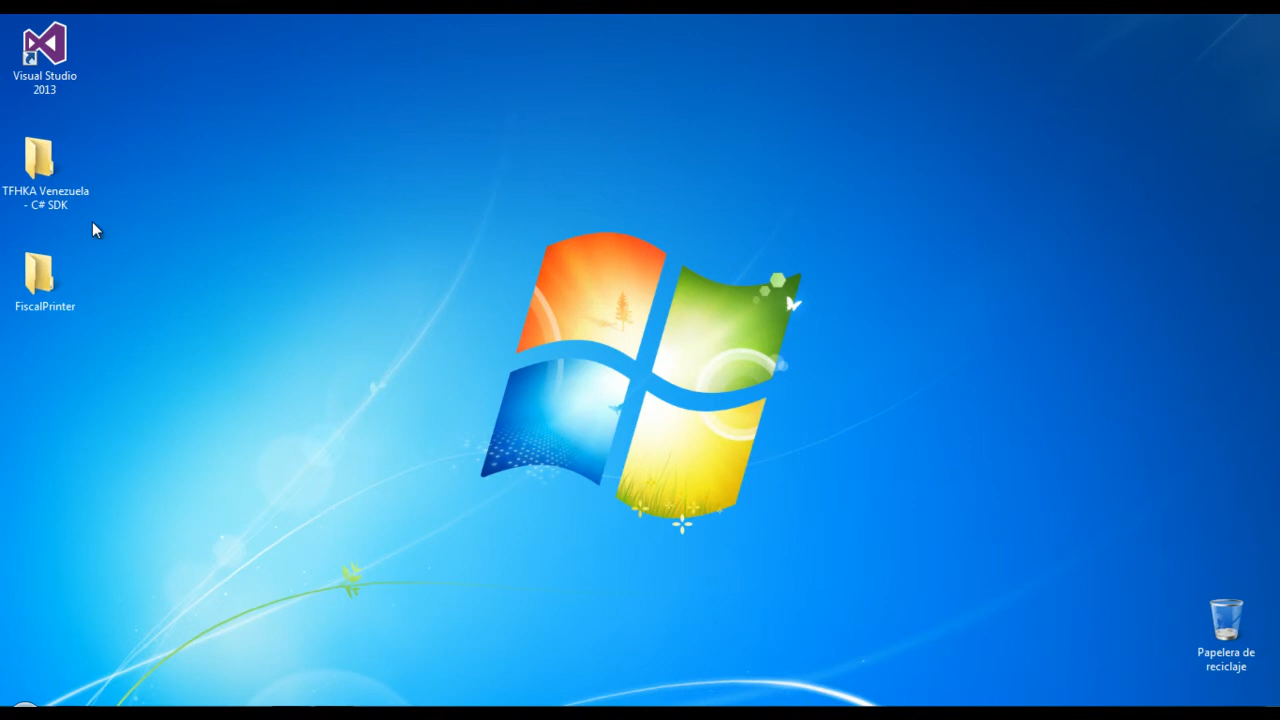 Visual Studio
2013
TFHKA Venezuela
- C# SDK
FiscalPrinter
Papelera de
reciclaje